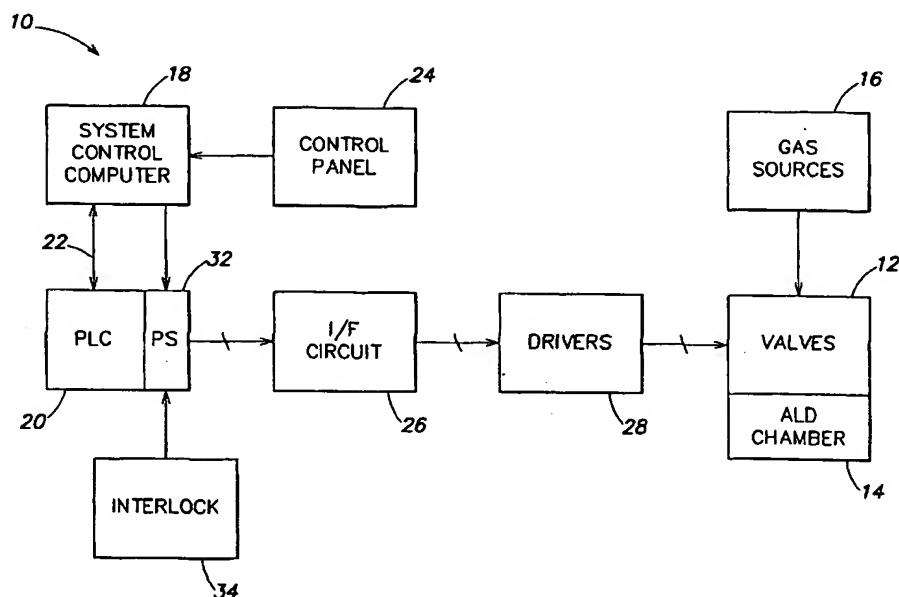 10
18
SYSTEM
CONTROL
COMPUTER
24
CONTROL
PANEL
16
GAS
SOURCES
22
32
PLC
PS
20
I/F
CIRCUIT
26
DRIVERS
28
12
VALVES
ALD
CHAMBER
14
INTERLOCK
34